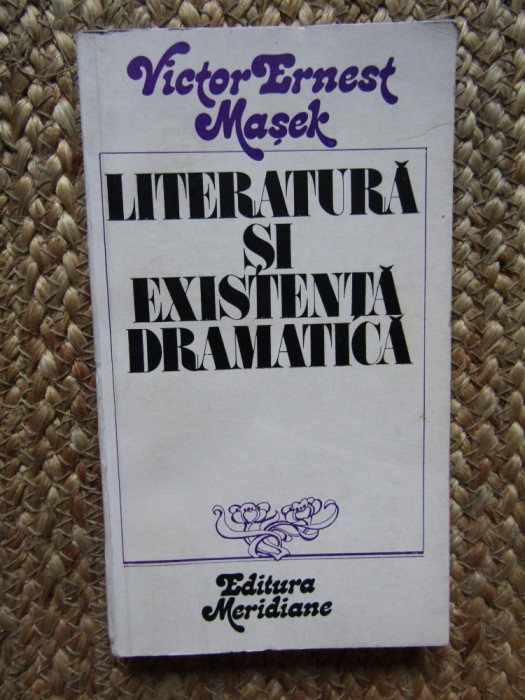 Victor Ernest
Mașek
LITERATURĂ
ȘI
EXISTENȚĂ
DRAMATICĂ
Editura
Meridiane